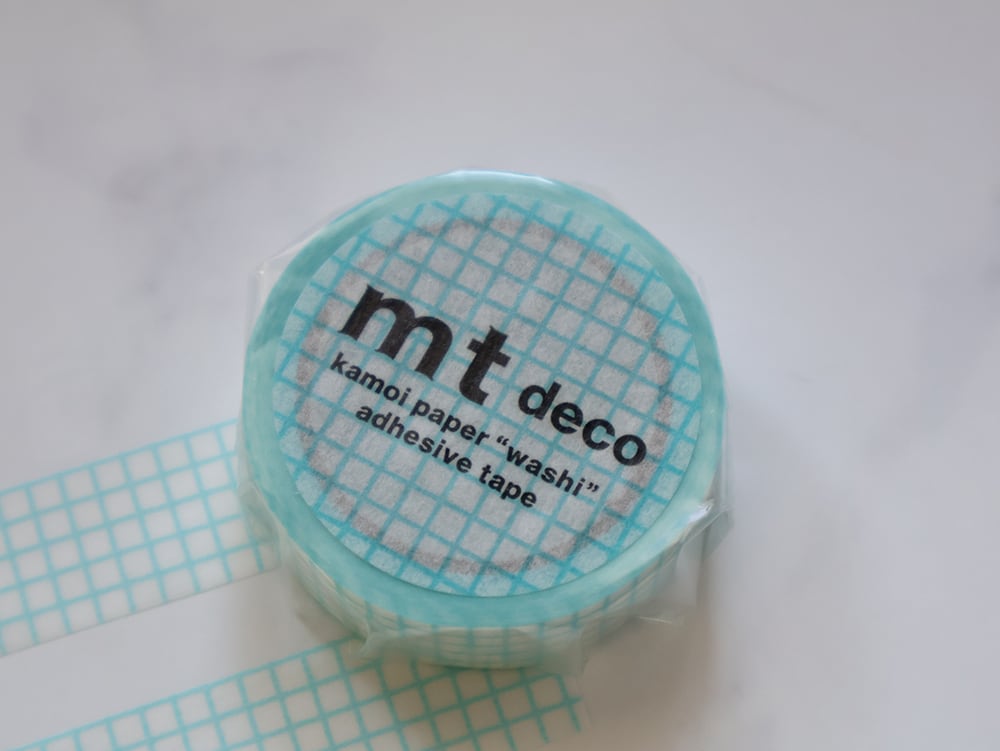 mt deco
kamoi paper “washi”
adhesive tape